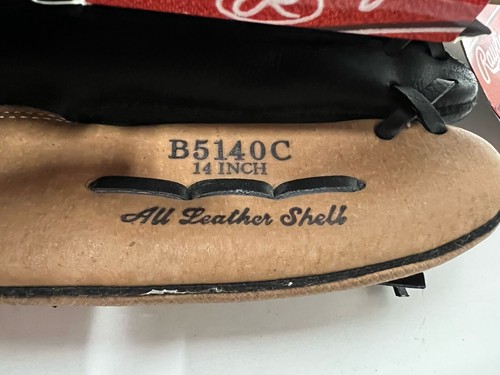 B5140C
14 INCH
All Leather Shell